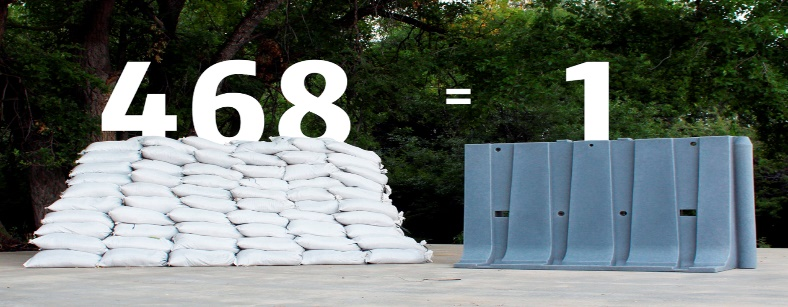 468 = 1